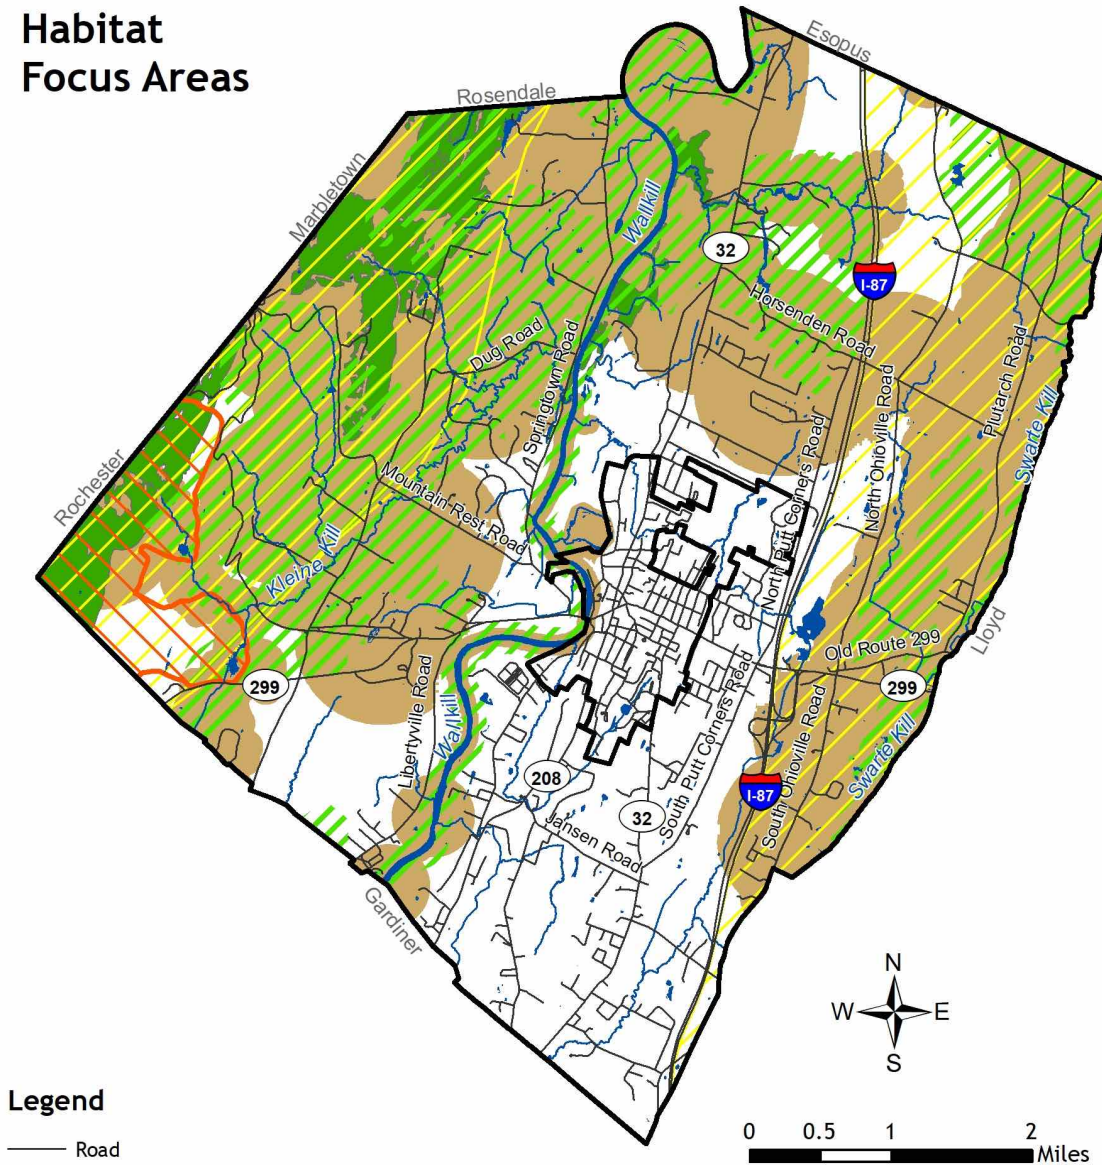 Habitat
Focus Areas
Esopus
Rosendale
Marbletown
Wallkill
32
I-87
Horsenden Road
Dug Road
Springtown Road
Plutarch Road
North Ohioville Road
Swarte Kill
Rochester
Mountain Rest Road
North Putt Corners Road
Kleine Kill
Lloyd
Old Route 299
299
299
Libertyville Road
Wallkill
South Putt Corners Road
South Ohioville Road
Swarte Kill
208
I-87
32
Jansen Road
Gardiner
N
W E
S
Legend
Road
0 0.5 1 2
Miles